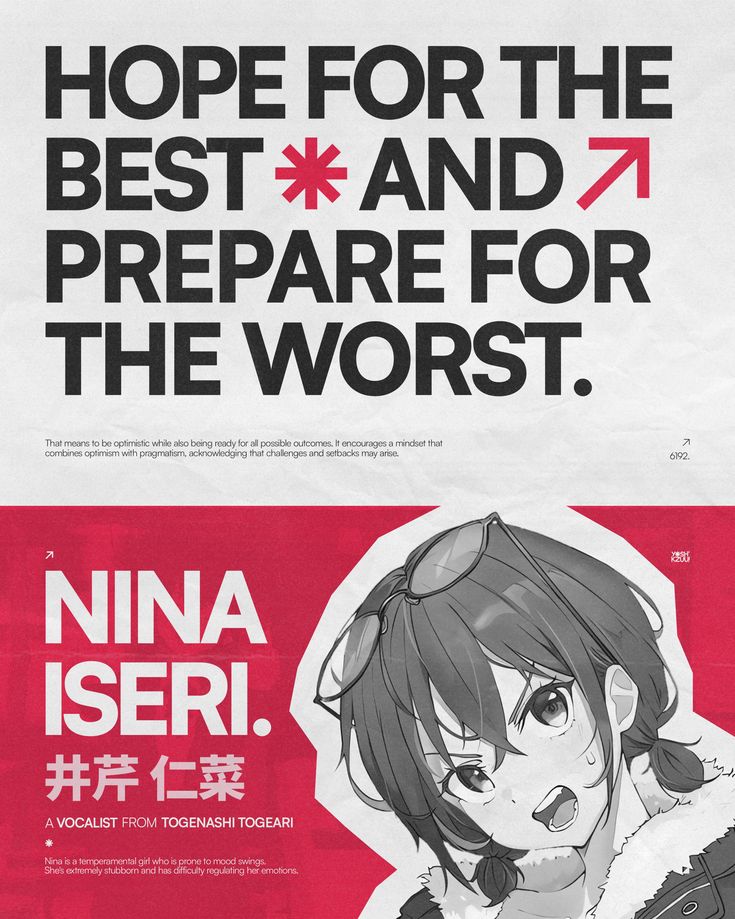 HOPE FOR THE
BEST * AND ↗
PREPARE FOR
THE WORST.
That means to be optimistic while also being ready for all possible outcomes. It encourages a mindset that
combines optimism with pragmatism, acknowledging that challenges and setbacks may arise.
↗
6192.
↗
NINA
ISERI.
井芹 仁菜
A VOCALIST FROM TOGENASHI TOGEARI
*
Nina is a temperamental girl who is prone to mood swings.
She's extremely stubborn and has difficulty regulating her emotions.